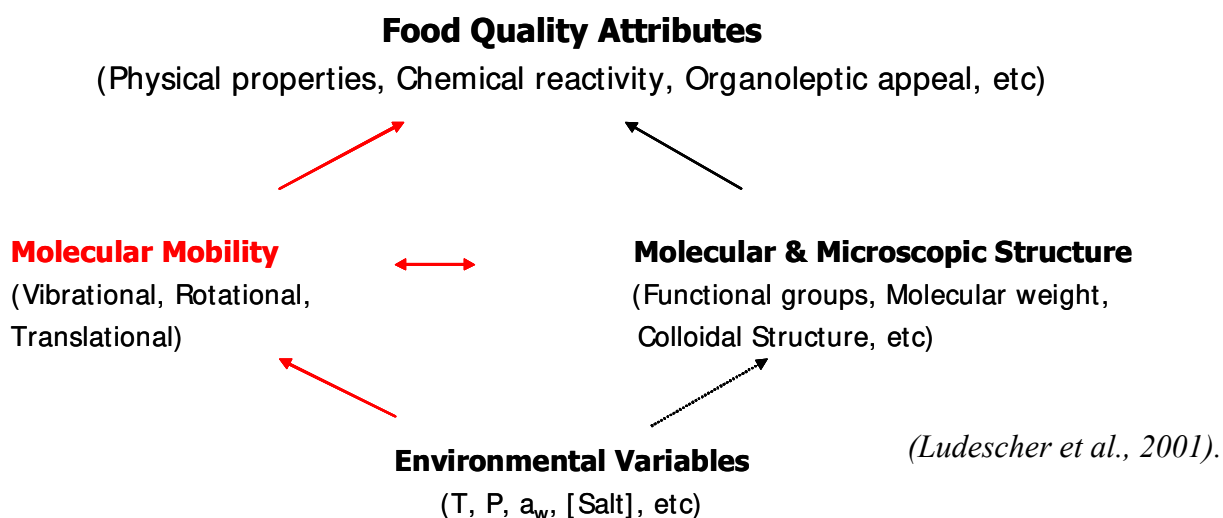 Food Quality Attributes
(Physical properties, Chemical reactivity, Organoleptic appeal, etc)
Molecular Mobility
(Vibrational, Rotational,
Translational)
Molecular & Microscopic Structure
(Functional groups, Molecular weight,
Colloidal Structure, etc)
Environmental Variables
(T, P, a_w, [Salt], etc)
(Ludescher et al., 2001).